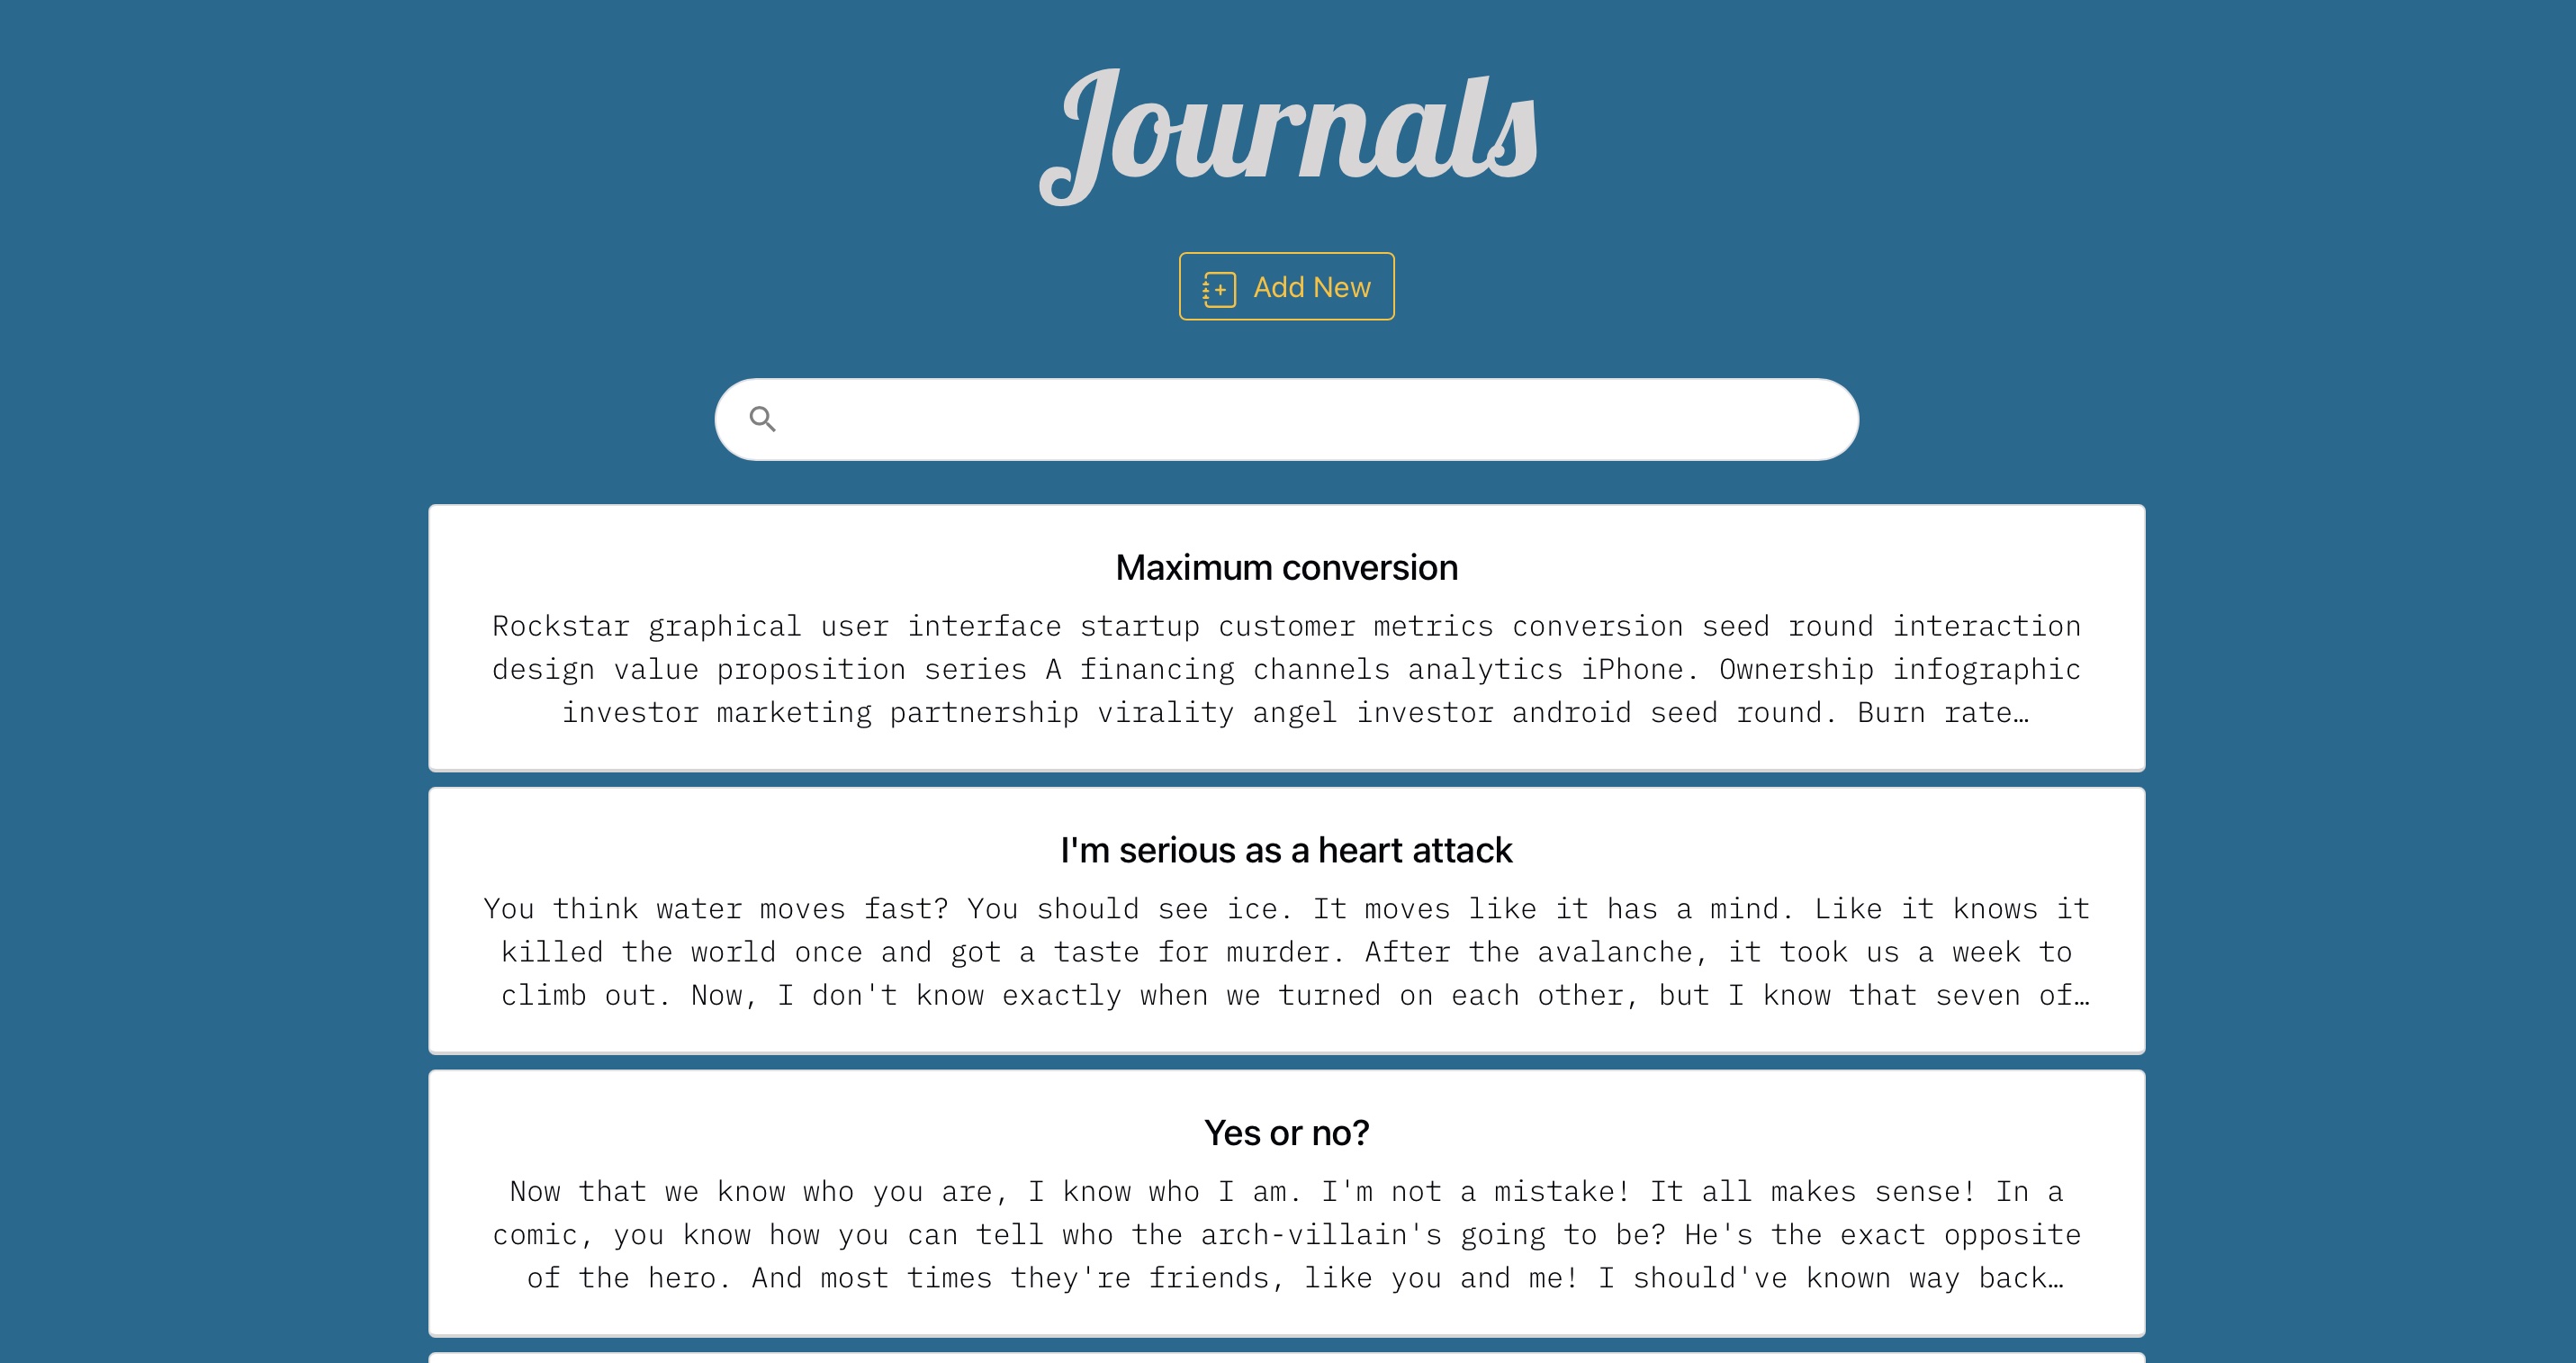 Journals
Add New
Maximum conversion
Rockstar graphical user interface startup customer metrics conversion seed round interaction
design value proposition series A financing channels analytics iPhone. Ownership infographic
investor marketing partnership virality angel investor android seed round. Burn rate…
I'm serious as a heart attack
You think water moves fast? You should see ice. It moves like it has a mind. Like it knows it
killed the world once and got a taste for murder. After the avalanche, it took us a week to
climb out. Now, I don't know exactly when we turned on each other, but I know that seven of…
Yes or no?
Now that we know who you are, I know who I am. I'm not a mistake! It all makes sense! In a
comic, you know how you can tell who the arch-villain's going to be? He's the exact opposite
of the hero. And most times they're friends, like you and me! I should've known way back…